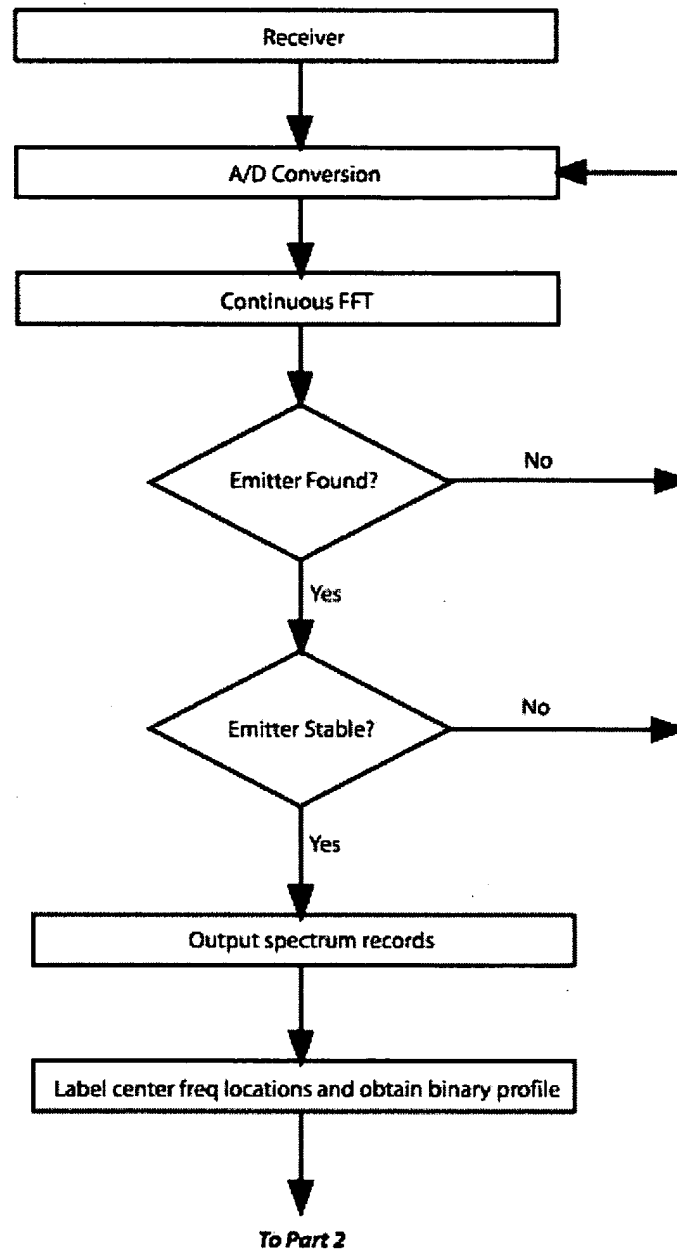 Receiver
A/D Conversion
Continuous FFT
Emitter Found?
No
Yes
Emitter Stable?
No
Yes
Output spectrum records
Label center freq locations and obtain binary profile
To Part 2